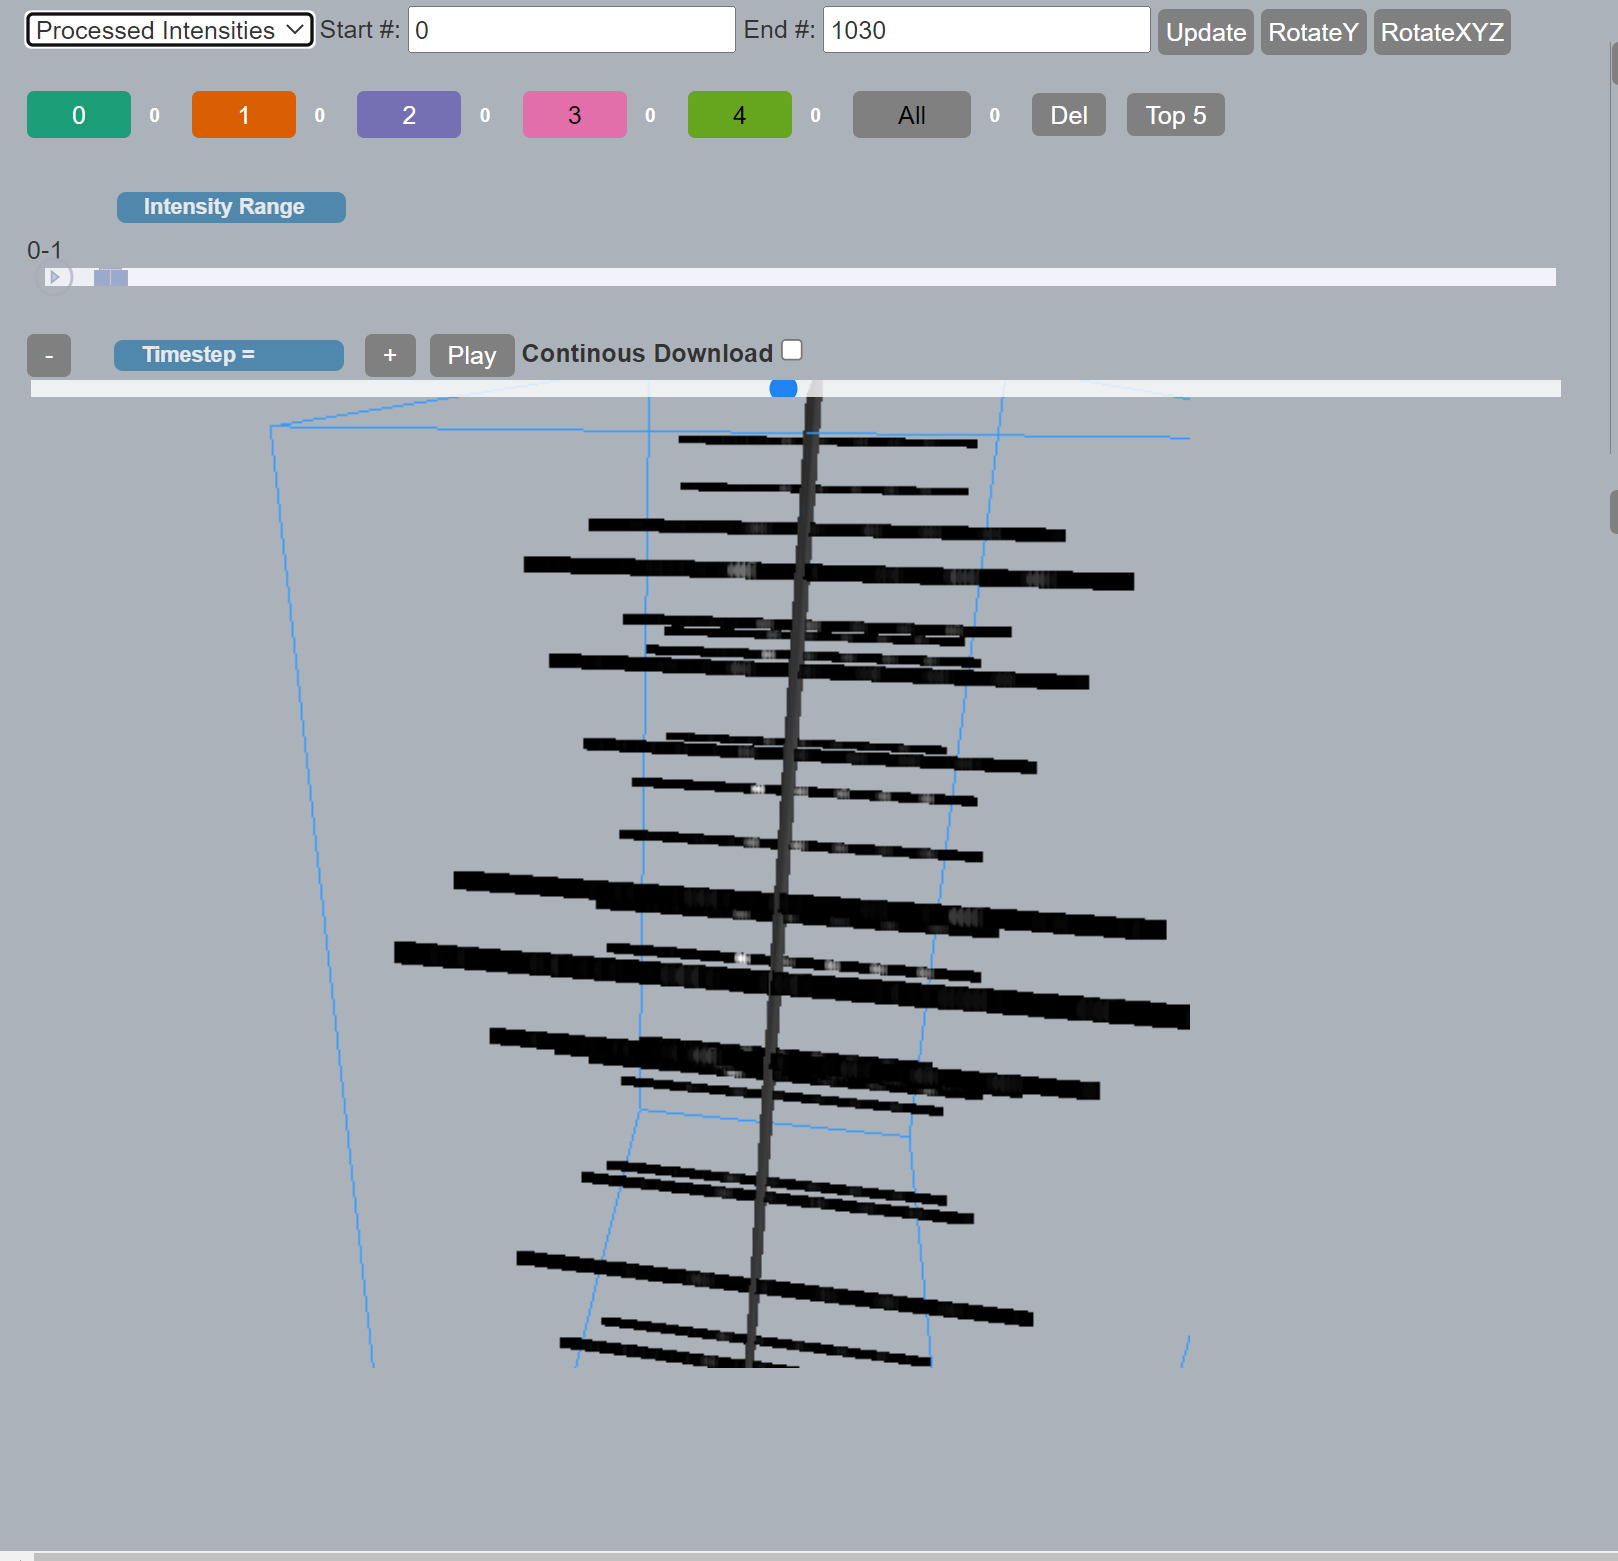 Processed Intensities Start #: 0 End #: 1030 Update RotateY RotateXYZ
0 0 1 0 2 0 3 0 4 0 All 0 Del Top 5
Intensity Range
0-1
- Timestep = + Play Continous Download